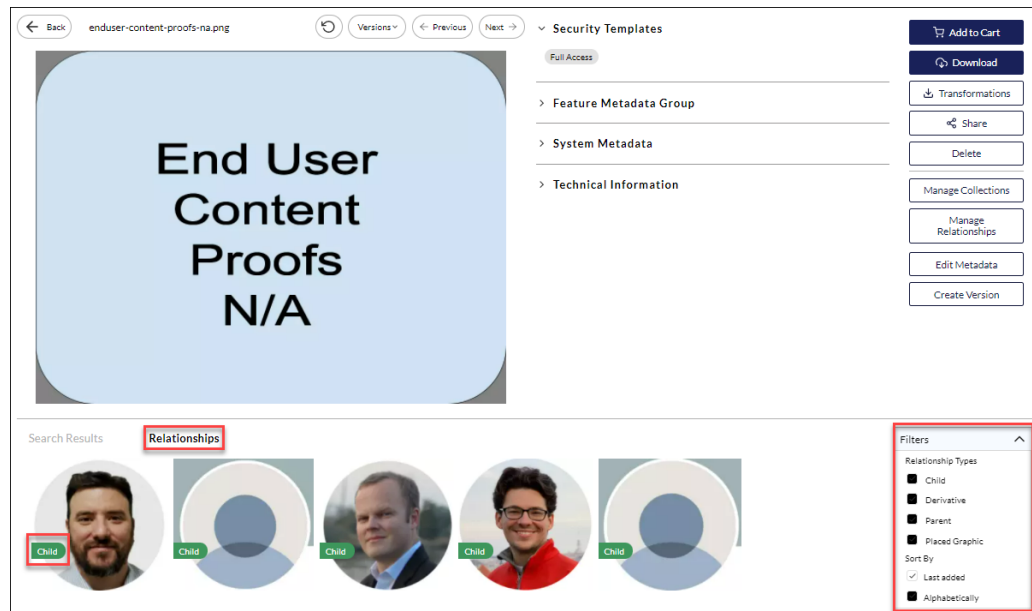 Back
enduser-content-proofs-na.png
Versions
Previous
Next
Security Templates
Full Access
Feature Metadata Group
System Metadata
Technical Information
Add to Cart
Download
Transformations
Share
Delete
Manage Collections
Manage
Relationships
Edit Metadata
Create Version
End User
Content
Proofs
N/A
Search Results
Relationships
Child
Child
Child
Child
Child
Filters
Relationship Types
Child
Derivative
Parent
Placed Graphic
Sort By
Last added
Alphabetically